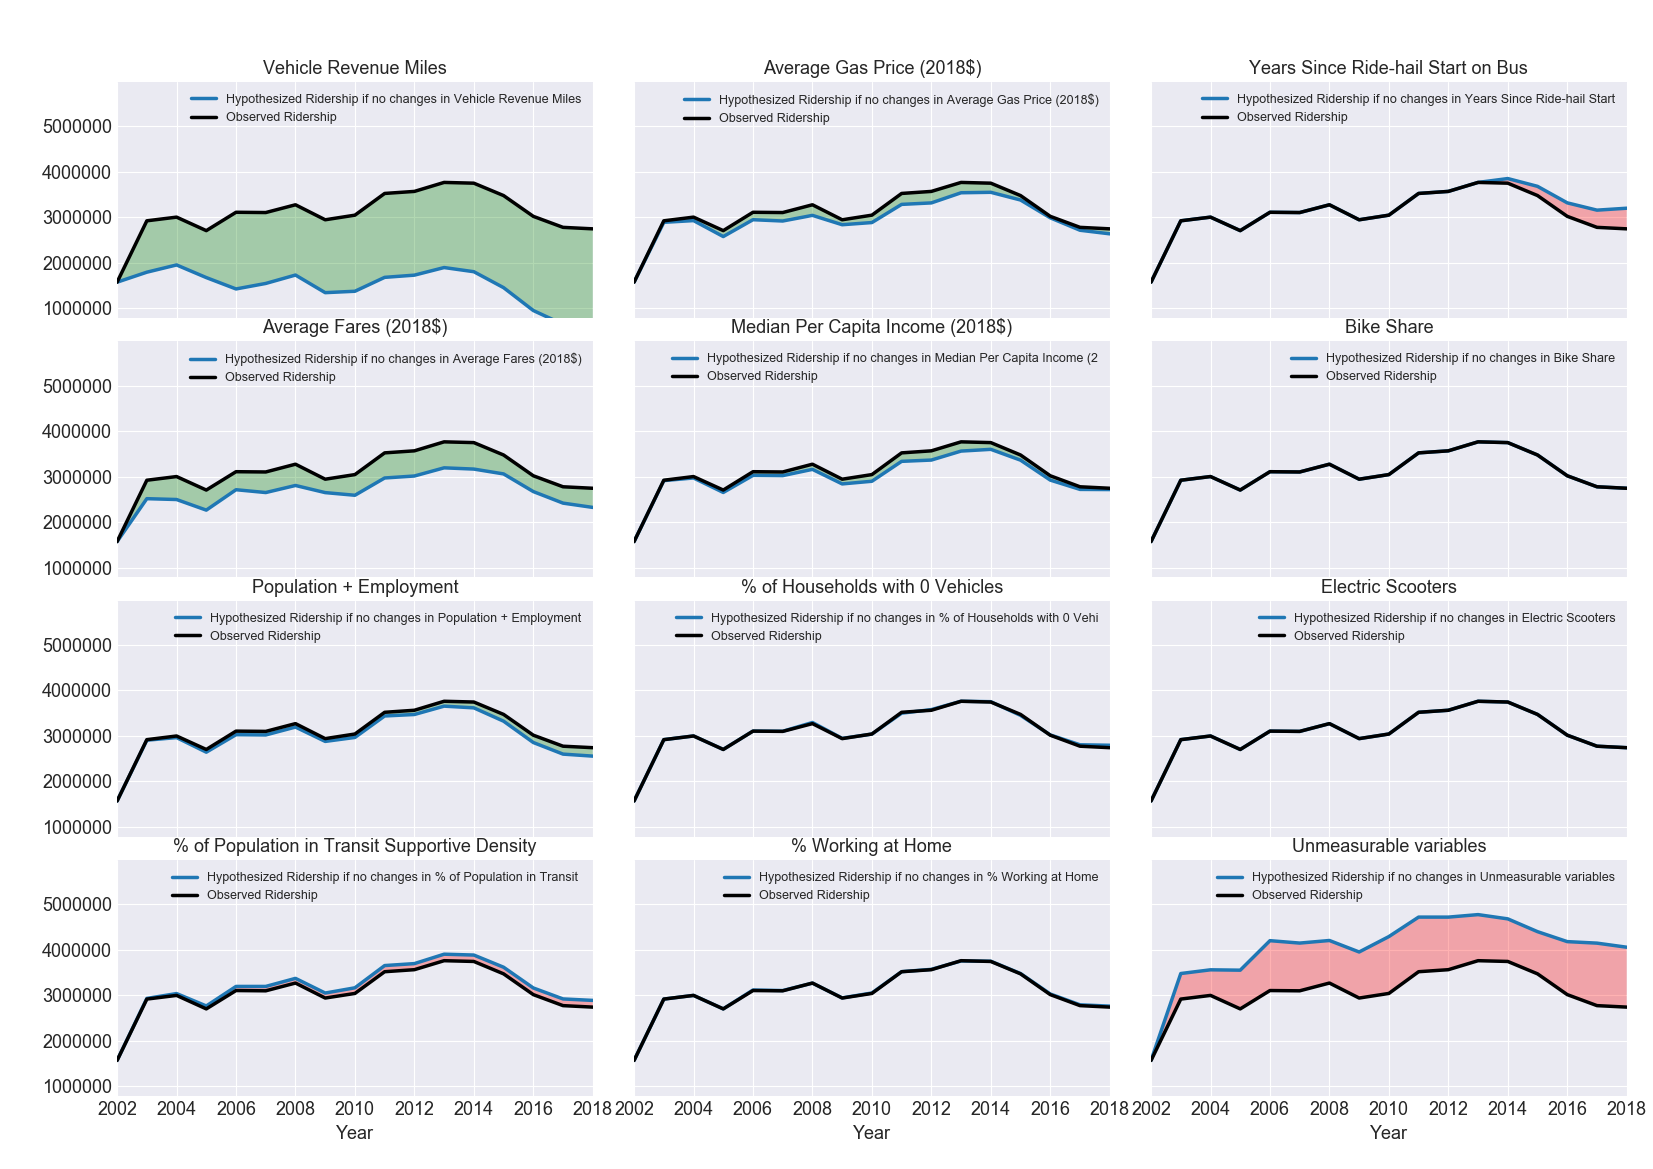 Vehicle Revenue Miles
Hypothesized Ridership if no changes in Vehicle Revenue Miles
Observed Ridership
5000000
4000000
3000000
2000000
1000000
Average Gas Price (2018$)
Hypothesized Ridership if no changes in Average Gas Price (2018$)
Observed Ridership
Years Since Ride-hail Start on Bus
Hypothesized Ridership if no changes in Years Since Ride-hail Start
Observed Ridership
Average Fares (2018$)
Hypothesized Ridership if no changes in Average Fares (2018$)
Observed Ridership
5000000
4000000
3000000
2000000
1000000
Median Per Capita Income (2018$)
Hypothesized Ridership if no changes in Median Per Capita Income (2
Observed Ridership
Bike Share
Hypothesized Ridership if no changes in Bike Share
Observed Ridership
Population + Employment
Hypothesized Ridership if no changes in Population + Employment
Observed Ridership
5000000
4000000
3000000
2000000
1000000
% of Households with 0 Vehicles
Hypothesized Ridership if no changes in % of Households with 0 Vehi
Observed Ridership
Electric Scooters
Hypothesized Ridership if no changes in Electric Scooters
Observed Ridership
% of Population in Transit Supportive Density
Hypothesized Ridership if no changes in % of Population in Transit
Observed Ridership
5000000
4000000
3000000
2000000
1000000
2002 2004 2006 2008 2010 2012 2014 2016 2018
Year
% Working at Home
Hypothesized Ridership if no changes in % Working at Home
Observed Ridership
2002 2004 2006 2008 2010 2012 2014 2016 2018
Year
Unmeasurable variables
Hypothesized Ridership if no changes in Unmeasurable variables
Observed Ridership
2002 2004 2006 2008 2010 2012 2014 2016 2018
Year